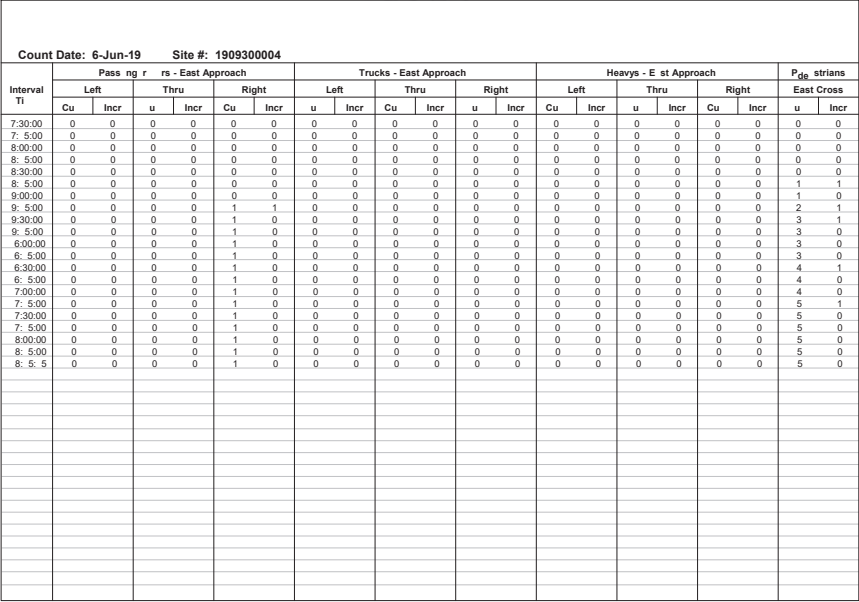 Count Date: 6-Jun-19 Site #: 1909300004
Pass ng r rs - East Approach Trucks - East Approach Heavys - E st Approach Pde strians
Interval Left Thru Right Left Thru Right Left Thru Right East Cross
Ti Cu Incr u Incr Cu Incr u Incr Cu Incr u Incr Cu Incr u Incr Cu Incr u Incr
7:30:00 0 0 0 0 0 0 0 0 0 0 0 0 0 0 0 0 0 0 0 0
7: 5:00 0 0 0 0 0 0 0 0 0 0 0 0 0 0 0 0 0 0 0 0
8:00:00 0 0 0 0 0 0 0 0 0 0 0 0 0 0 0 0 0 0 0 0
8: 5:00 0 0 0 0 0 0 0 0 0 0 0 0 0 0 0 0 0 0 0 0
8:30:00 0 0 0 0 0 0 0 0 0 0 0 0 0 0 0 0 0 0 0 0
8: 5:00 0 0 0 0 0 0 0 0 0 0 0 0 0 0 0 0 0 0 1 1
9:00:00 0 0 0 0 0 0 0 0 0 0 0 0 0 0 0 0 0 0 1 0
9: 5:00 0 0 0 0 1 1 0 0 0 0 0 0 0 0 0 0 0 0 2 1
9:30:00 0 0 0 0 1 0 0 0 0 0 0 0 0 0 0 0 0 0 3 1
9: 5:00 0 0 0 0 1 0 0 0 0 0 0 0 0 0 0 0 0 0 3 0
6:00:00 0 0 0 0 1 0 0 0 0 0 0 0 0 0 0 0 0 0 3 0
6: 5:00 0 0 0 0 1 0 0 0 0 0 0 0 0 0 0 0 0 0 3 0
6:30:00 0 0 0 0 1 0 0 0 0 0 0 0 0 0 0 0 0 0 4 1
6: 5:00 0 0 0 0 1 0 0 0 0 0 0 0 0 0 0 0 0 0 4 0
7:00:00 0 0 0 0 1 0 0 0 0 0 0 0 0 0 0 0 0 0 4 0
7: 5:00 0 0 0 0 1 0 0 0 0 0 0 0 0 0 0 0 0 0 5 1
7:30:00 0 0 0 0 1 0 0 0 0 0 0 0 0 0 0 0 0 0 5 0
7: 5:00 0 0 0 0 1 0 0 0 0 0 0 0 0 0 0 0 0 0 5 0
8:00:00 0 0 0 0 1 0 0 0 0 0 0 0 0 0 0 0 0 0 5 0
8: 5:00 0 0 0 0 1 0 0 0 0 0 0 0 0 0 0 0 0 0 5 0
8: 5: 5 0 0 0 0 1 0 0 0 0 0 0 0 0 0 0 0 0 0 5 0